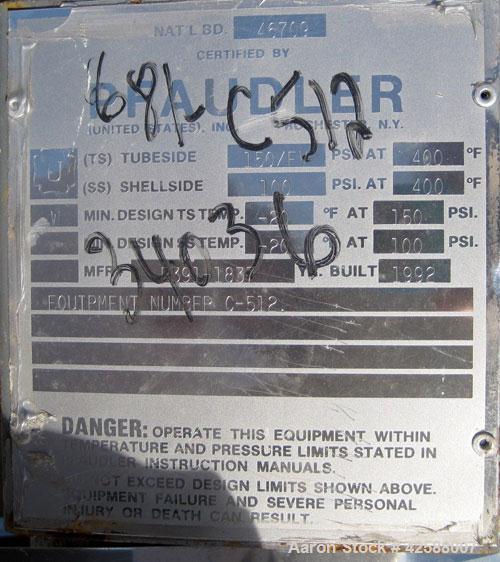 NAT'L BD. 46709
CERTIFIED BY
PFAUDLER
(UNITED STATES), INC. ROCHESTER, N.Y.
681-C512
(TS) TUBESIDE 150/ PSI. AT 400 °F
(SS) SHELLSIDE 100 PSI. AT 400 °F
MIN. DESIGN TS TEMP. -20 °F AT 150 PSI.
MIN DESIGN SS TEMP. -20 °F AT 100 PSI.
34036
MFR YR. BUILT 1992
EQUIPMENT NUMBER C-512.
DANGER: OPERATE THIS EQUIPMENT WITHIN
TEMPERATURE AND PRESSURE LIMITS STATED IN
PFAUDLER INSTRUCTION MANUALS.
DO NOT EXCEED DESIGN LIMITS SHOWN ABOVE.
EQUIPMENT FAILURE AND SEVERE PERSONAL
INJURY OR DEATH CAN RESULT.
Aaron Stock # 42588007